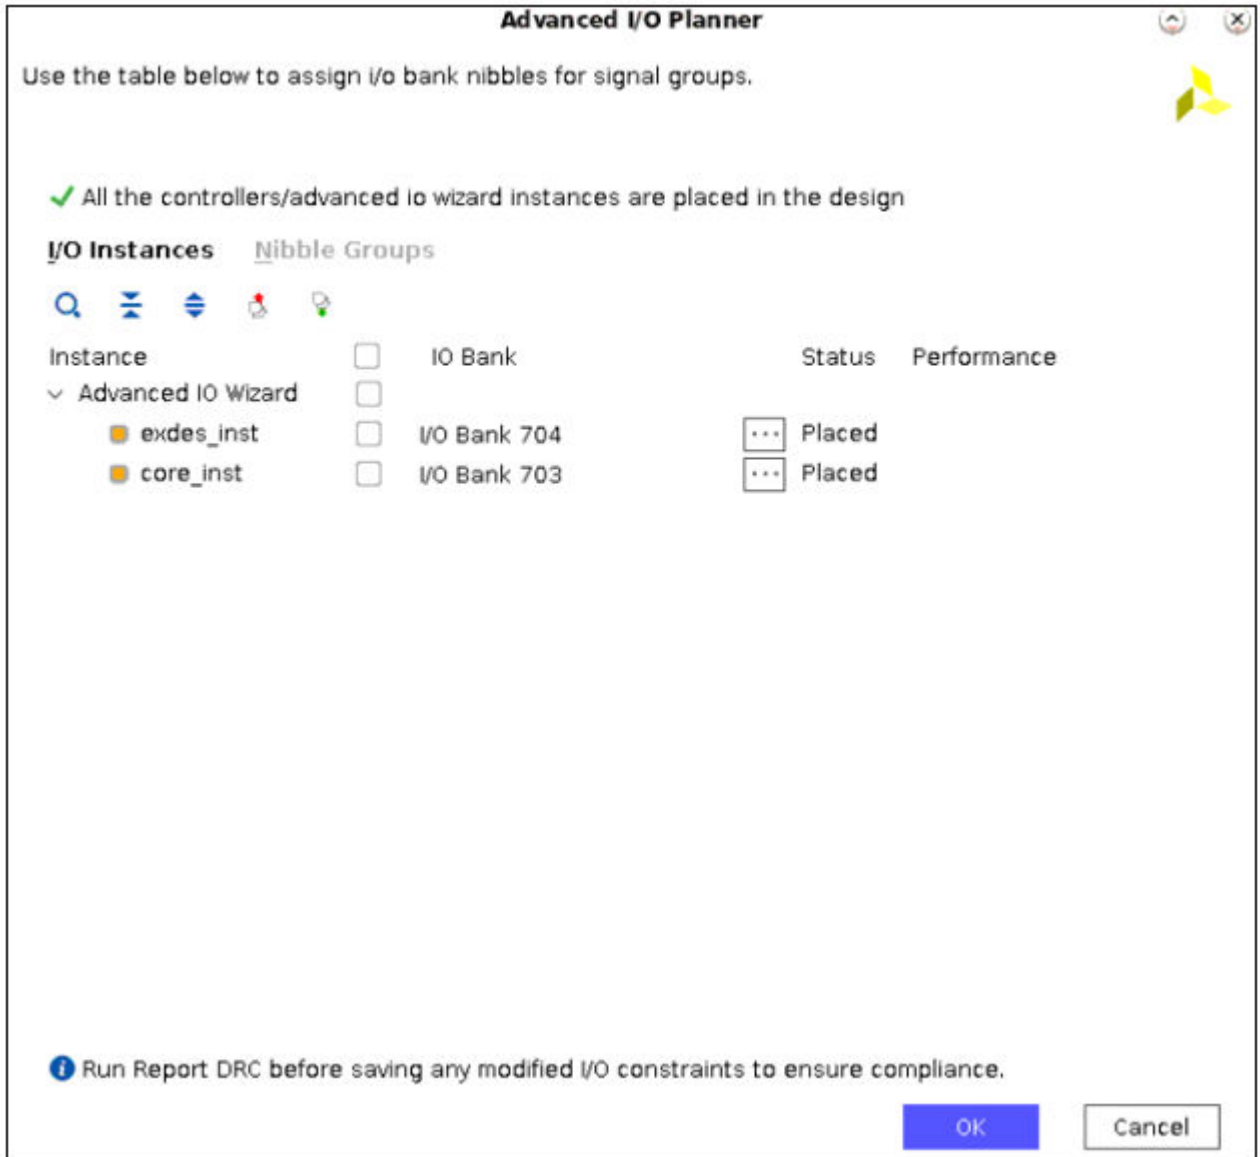 Advanced I/O Planner
Use the table below to assign i/o bank nibbles for signal groups.
All the controllers/advanced io wizard instances are placed in the design
I/O Instances Nibble Groups
Instance IO Bank Status Performance
Advanced IO Wizard
exdes_inst I/O Bank 704 ... Placed
core_inst I/O Bank 703 ... Placed
Run Report DRC before saving any modified I/O constraints to ensure compliance.
OK Cancel